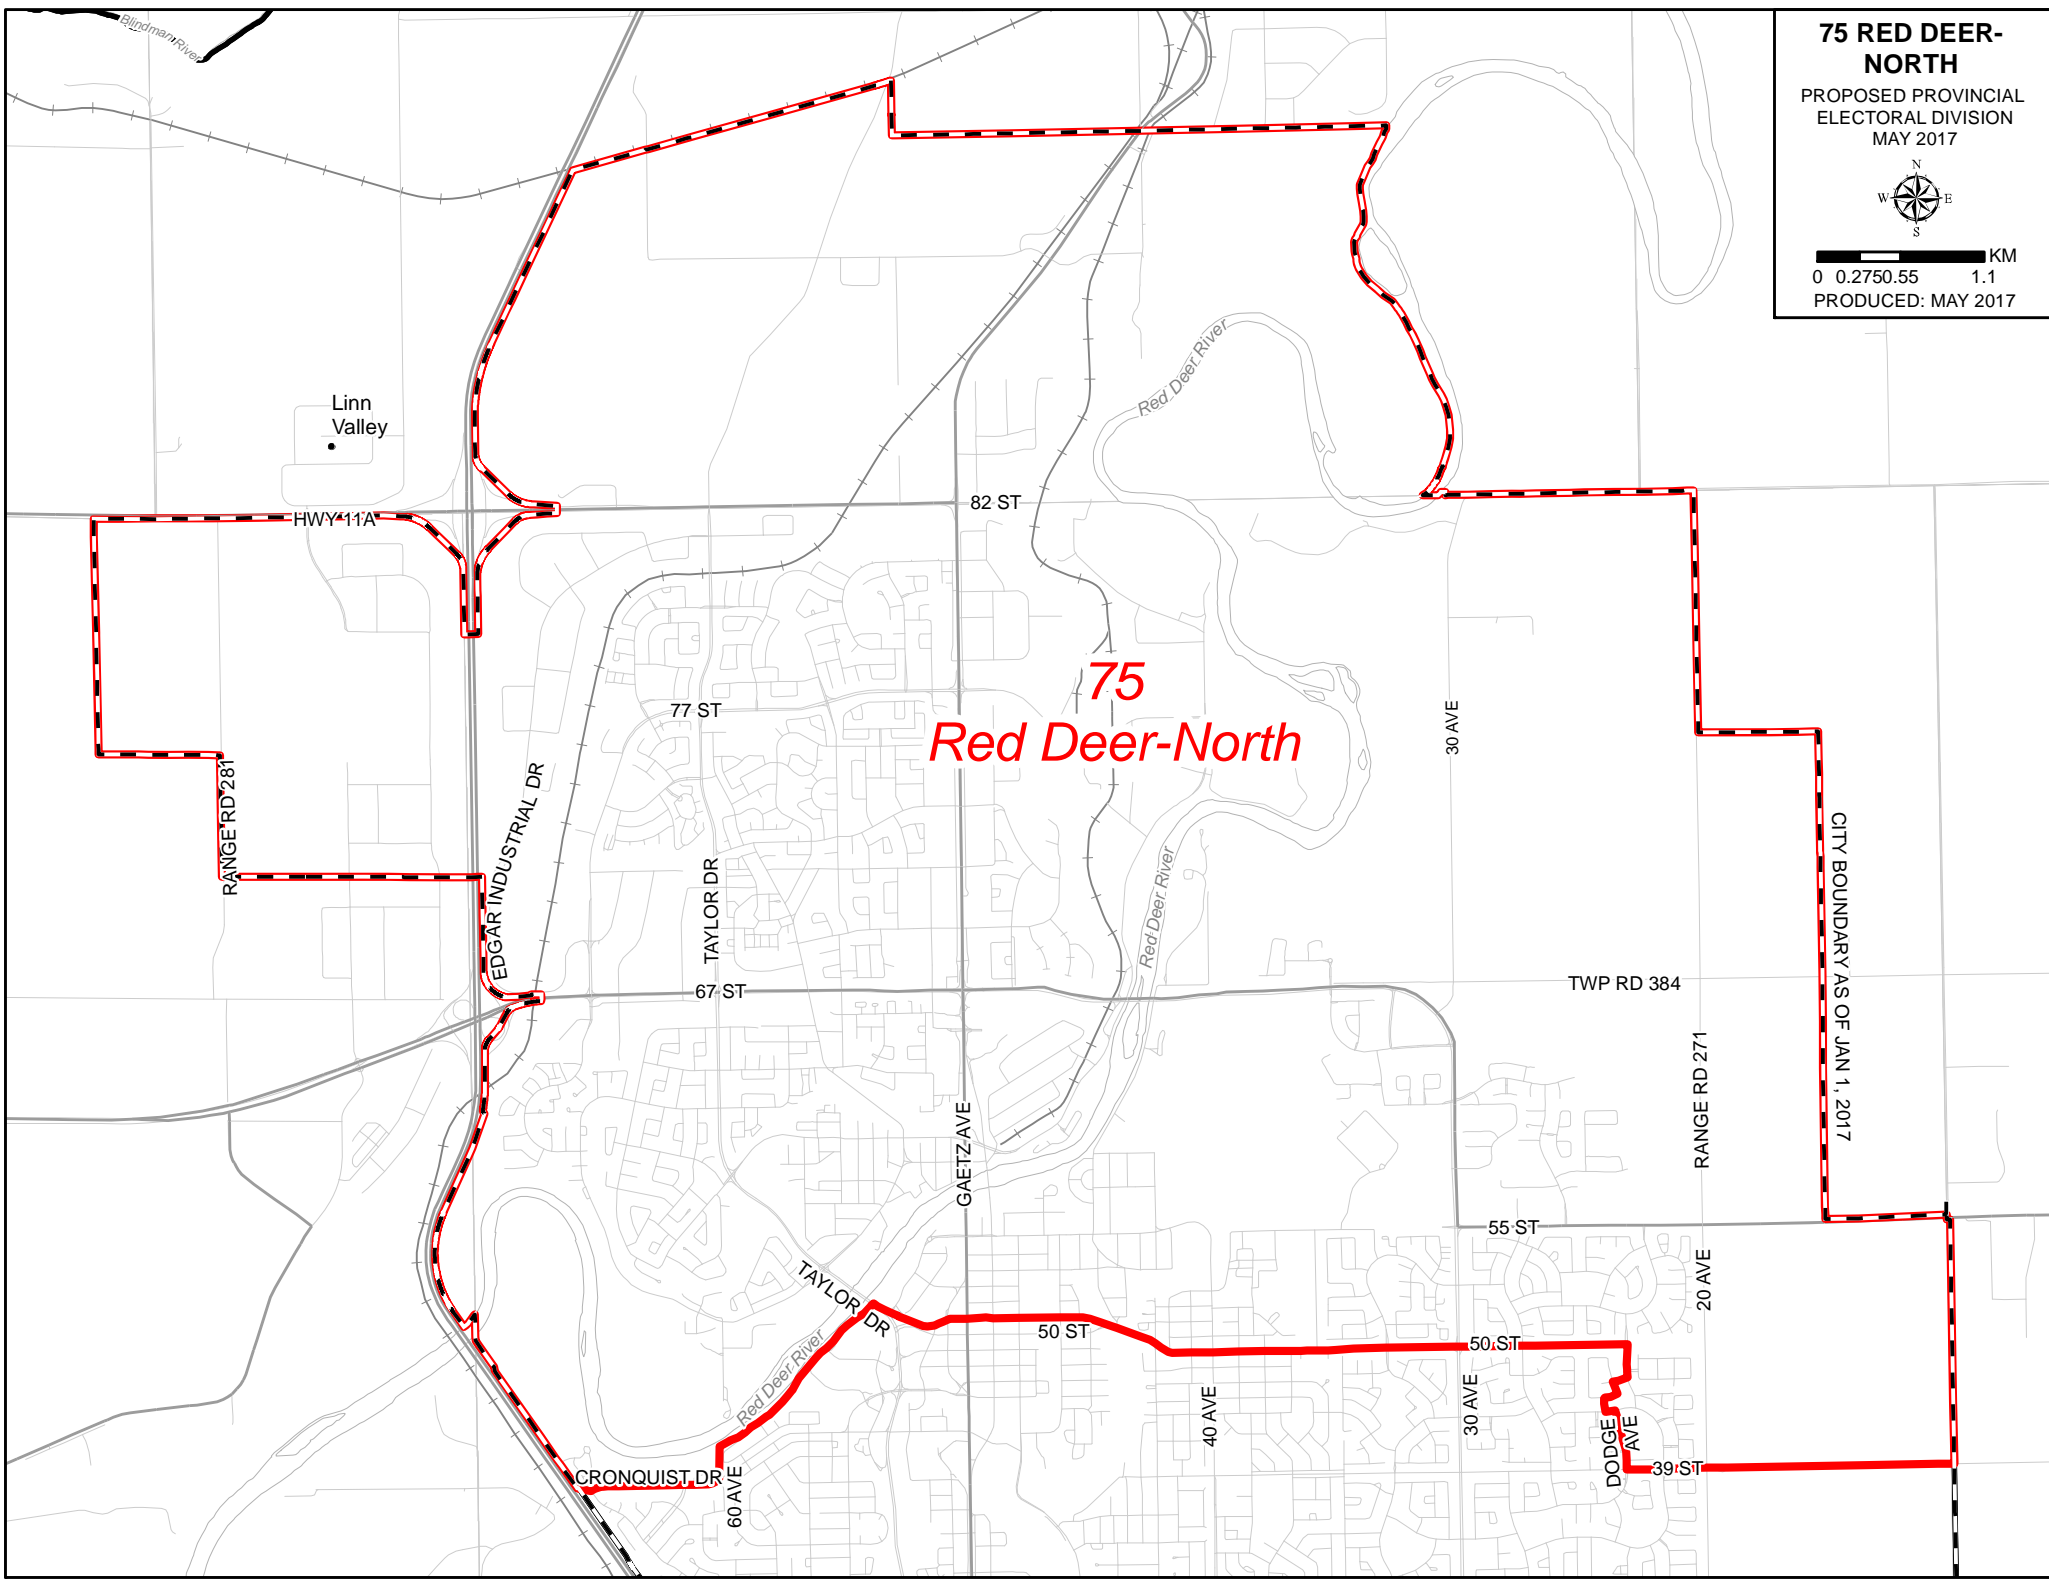 75 RED DEER-
NORTH
PROPOSED PROVINCIAL
ELECTORAL DIVISION
MAY 2017
N
W E
S
KM
0 0.2750.55 1.1
PRODUCED: MAY 2017
Blindman River
Linn
Valley
Red Deer River
HWY 11A
82 ST
75
Red Deer-North
77 ST
30 AVE
RANGE RD 281
EDGAR INDUSTRIAL DR
TAYLOR DR
Red Deer River
CITY BOUNDARY AS OF JAN 1, 2017
67 ST
TWP RD 384
RANGE RD 271
GAETZ AVE
55 ST
20 AVE
TAYLOR DR
50 ST
50 ST
Red Deer River
40 AVE
30 AVE
DODGE
AVE
CRONQUIST DR
60 AVE
39 ST